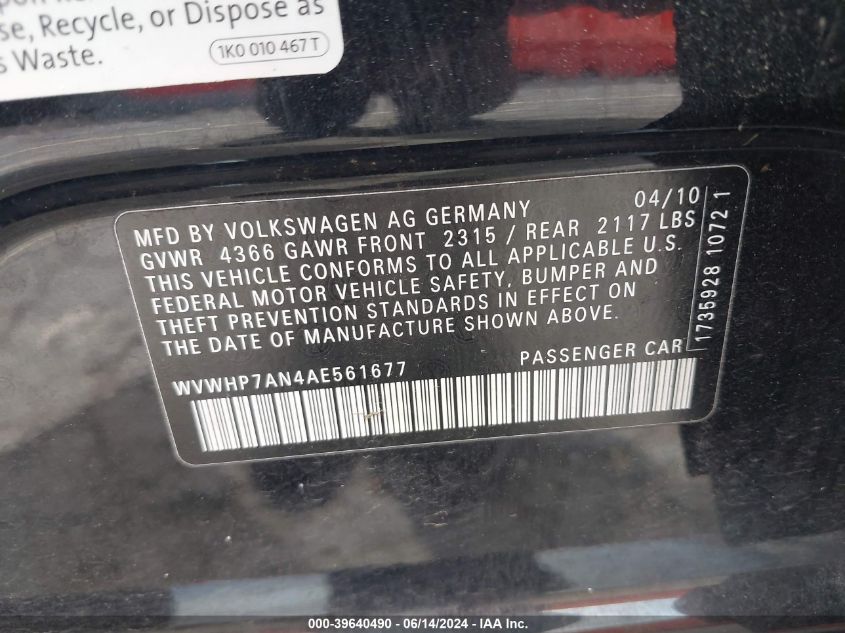 se, Recycle, or Dispose as
s Waste.
1K0 010 467 T
04/10
MFD BY VOLKSWAGEN AG GERMANY
GVWR 4366 GAWR FRONT 2315 / REAR 2117 LBS
THIS VEHICLE CONFORMS TO ALL APPLICABLE U.S.
FEDERAL MOTOR VEHICLE SAFETY, BUMPER AND
THEFT PREVENTION STANDARDS IN EFFECT ON
THE DATE OF MANUFACTURE SHOWN ABOVE.
WVWHP7AN4AE561677 PASSENGER CAR
1735928 1072 1
000-39640490 - 06/14/2024 - IAA Inc.